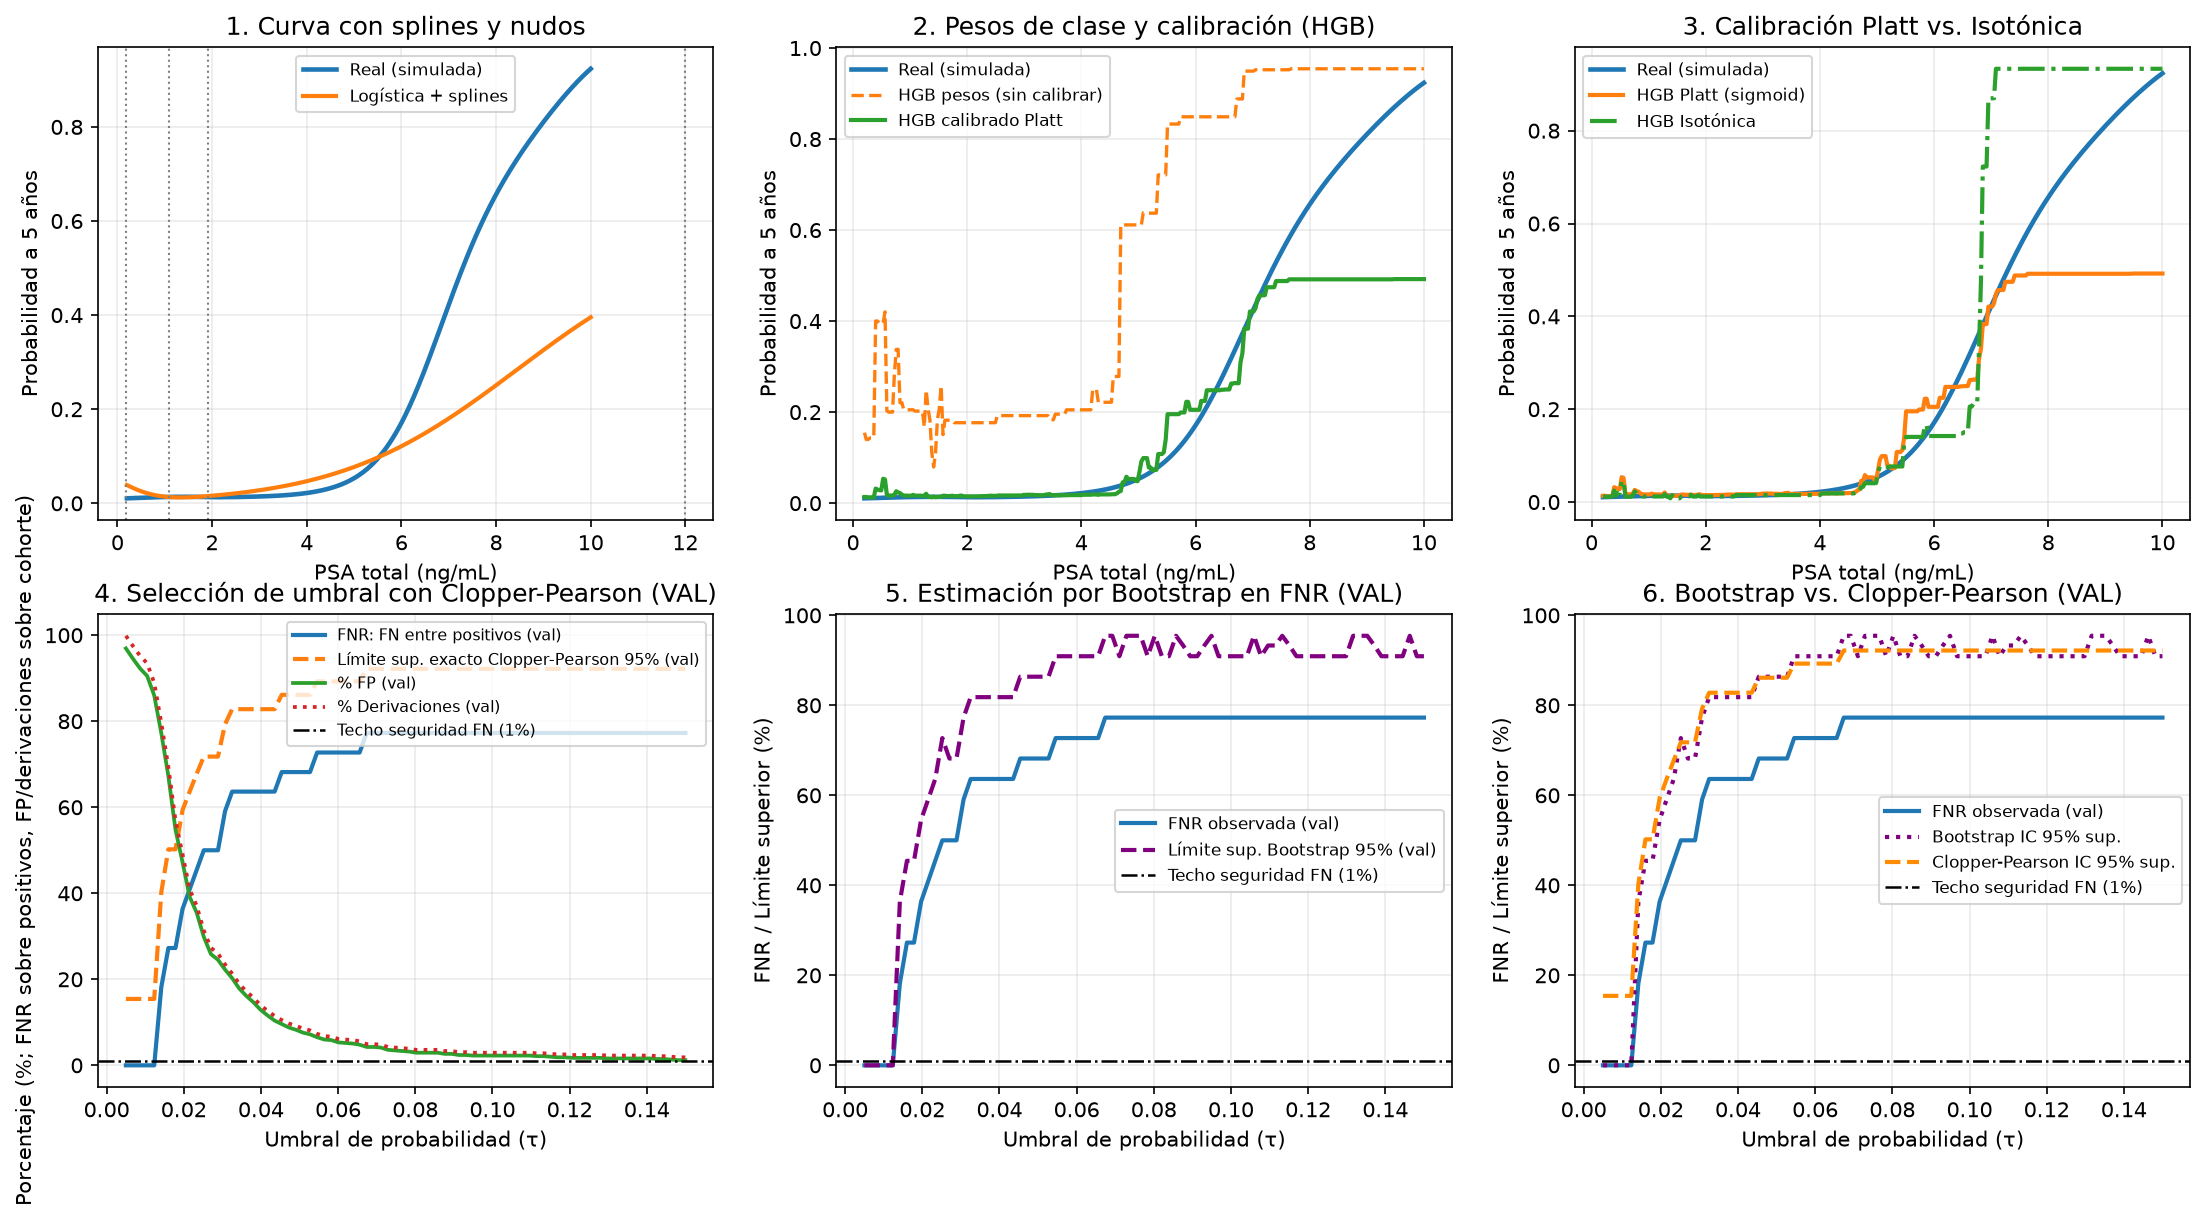 1. Curva con splines y nudos
Real (simulada)
Logística + splines
Probabilidad a 5 años
0.8
0.6
0.4
0.2
0.0
0 2 4 6 8 10 12
PSA total (ng/mL)
2. Pesos de clase y calibración (HGB)
Real (simulada)
HGB pesos (sin calibrar)
HGB calibrado Platt
Probabilidad a 5 años
1.0
0.8
0.6
0.4
0.2
0.0
0 2 4 6 8 10
PSA total (ng/mL)
3. Calibración Platt vs. Isotónica
Real (simulada)
HGB Platt (sigmoid)
HGB Isotónica
Probabilidad a 5 años
0.8
0.6
0.4
0.2
0.0
0 2 4 6 8 10
PSA total (ng/mL)
4. Selección de umbral con Clopper-Pearson (VAL)
FNR: FN entre positivos (val)
Límite sup. exacto Clopper-Pearson 95% (val)
% FP (val)
% Derivaciones (val)
Techo seguridad FN (1%)
Porcentaje (%; FNR sobre positivos, FP/derivaciones sobre cohorte)
100
80
60
40
20
0
0.00 0.02 0.04 0.06 0.08 0.10 0.12 0.14
Umbral de probabilidad (τ)
5. Estimación por Bootstrap en FNR (VAL)
FNR observada (val)
Límite sup. Bootstrap 95% (val)
Techo seguridad FN (1%)
FNR / Límite superior (%)
100
80
60
40
20
0
0.00 0.02 0.04 0.06 0.08 0.10 0.12 0.14
Umbral de probabilidad (τ)
6. Bootstrap vs. Clopper-Pearson (VAL)
FNR observada (val)
Bootstrap IC 95% sup.
Clopper-Pearson IC 95% sup.
Techo seguridad FN (1%)
FNR / Límite superior (%)
100
80
60
40
20
0
0.00 0.02 0.04 0.06 0.08 0.10 0.12 0.14
Umbral de probabilidad (τ)